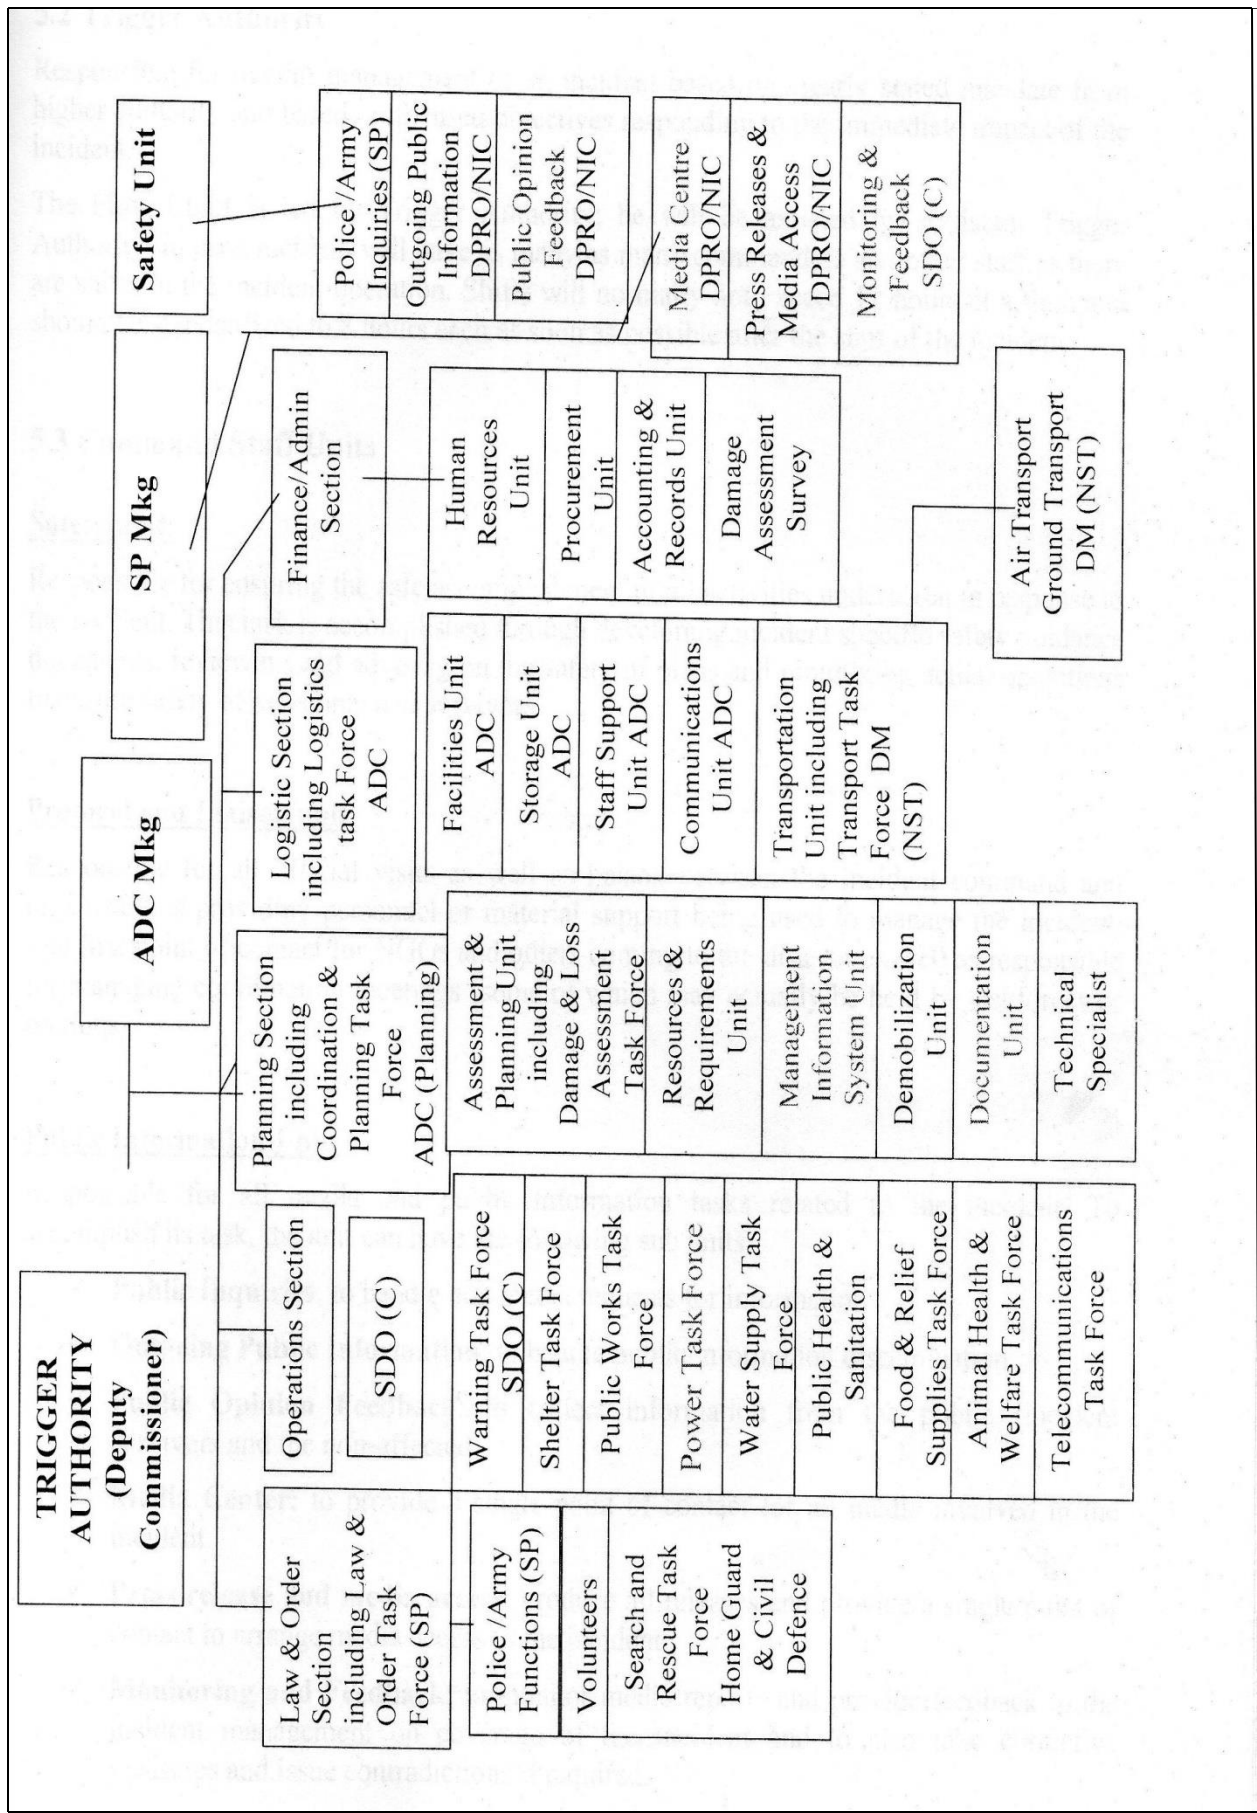 TRIGGER
AUTHORITY
(Deputy
Commissioner)
ADC Mkg
SP Mkg
Safety Unit
Law & Order
Section
including Law &
Order Task
Force (SP)
Police /Army
Functions (SP)
Volunteers
Search and
Rescue Task
Force
Home Guard
& Civil
Defence
Operations Section
SDO (C)
Warring Task Force
SDO (C)
Shelter Task Force
Public Works Task
Force
Power Task Force
Water Supply Task
Force
Public Health &
Sanitation
Food & Relief
Supplies Task Force
Animal Health &
Welfare Task Force
Telecommunications
Task Force
Planning Section
including
Coordination &
Planning Task
Force
ADC (Planning)
Assessment &
Planning Unit
including
Damage & Loss
Assessment
Task Force
Resources &
Requirements
Unit
Management
Information
System Unit
Demobilization
Unit
Documenation
Unit
Technical
Specialist
Logistic Section
including Logistics
task Force
ADC
Facilities Unit
ADC
Storage Unit
ADC
Staff Support
Unit ADC
Communications
Unit ADC
Transportation
Unit including
Transport Task
Force DM
(NST)
Air Transport
Ground Transport
DM (NST)
Finance/Admin
Section
Human
Resources
Unit
Procurement
Unit
Accounting &
Records Unit
Damage
Assessment
Survey
Police /Army
Inquiries (SP)
Outgoing Public
Information
DPRO/NIC
Public Opinion
Feedback
DPRO/NIC
Media Centre
DPRO/NIC
Press Releases &
Media Access
DPRO/NIC
Monitoring &
Feedback
SDO (C)